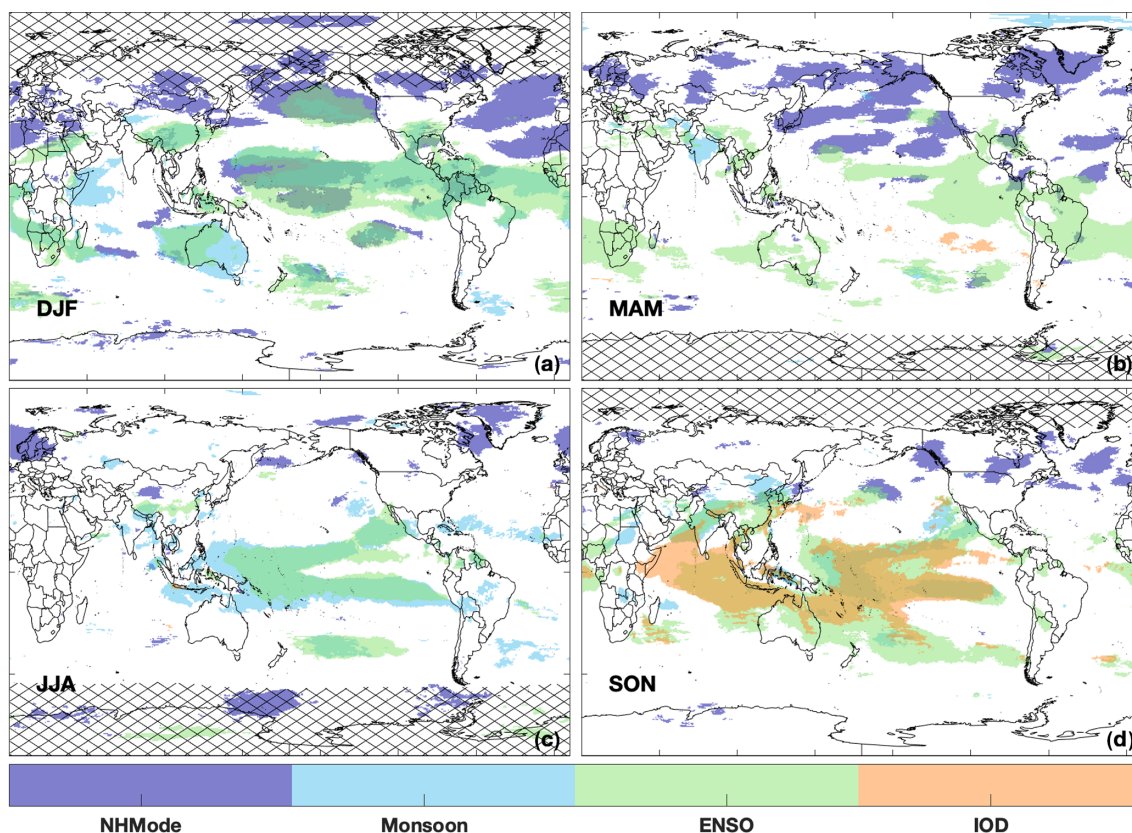 DJF
(a)
MAM
(b)
JJA
(c)
SON
(d)
NHMode
Monsoon
ENSO
IOD